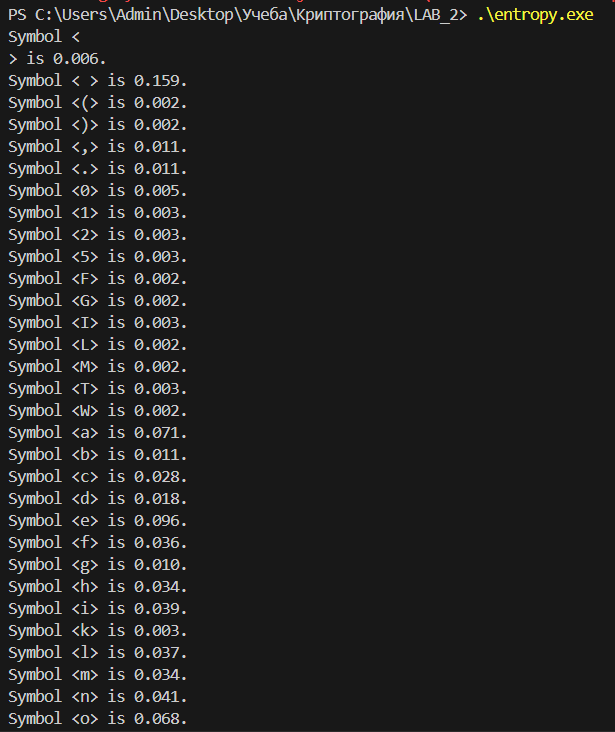 PS C:\Users\Admin\Desktop\Учеба\Криптография\LAB_2> .\entropy.exe
Symbol <
> is 0.006.
Symbol < > is 0.159.
Symbol <(> is 0.002.
Symbol <)> is 0.002.
Symbol <,> is 0.011.
Symbol <.> is 0.011.
Symbol <0> is 0.005.
Symbol <1> is 0.003.
Symbol <2> is 0.003.
Symbol <5> is 0.003.
Symbol <F> is 0.002.
Symbol <G> is 0.002.
Symbol <I> is 0.003.
Symbol <L> is 0.002.
Symbol <M> is 0.002.
Symbol <T> is 0.003.
Symbol <W> is 0.002.
Symbol <a> is 0.071.
Symbol <b> is 0.011.
Symbol <c> is 0.028.
Symbol <d> is 0.018.
Symbol <e> is 0.096.
Symbol <f> is 0.036.
Symbol <g> is 0.010.
Symbol <h> is 0.034.
Symbol <i> is 0.039.
Symbol <k> is 0.003.
Symbol <l> is 0.037.
Symbol <m> is 0.034.
Symbol <n> is 0.041.
Symbol <o> is 0.068.